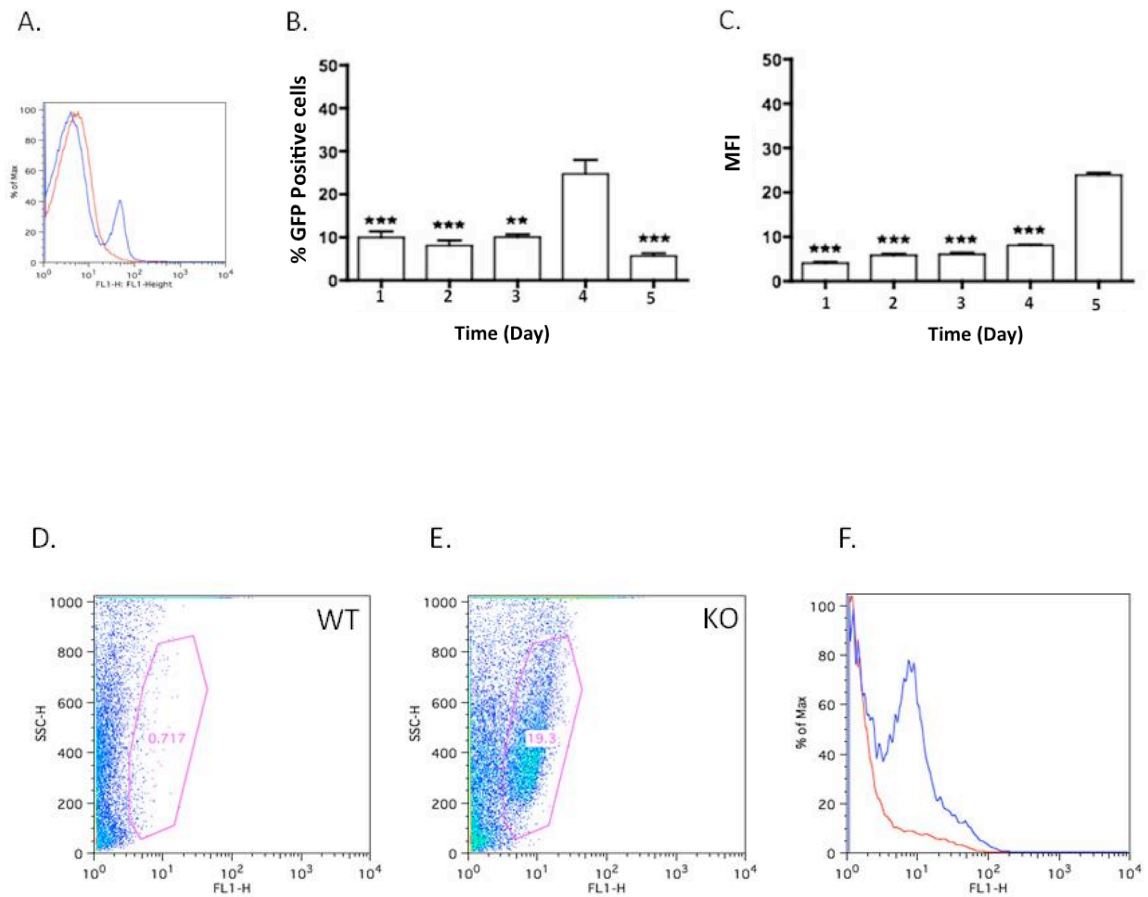 A.
B.
C.
100
80
60
40
20
0
% of Max
10^0 10^1 10^2 10^3 10^4
FL1-H: FL1-Height
50
40
30
20
10
0
% GFP Positive cells
*** *** ** ***
1 2 3 4 5
Time (Day)
50
40
30
20
10
0
MFI
*** *** *** ***
1 2 3 4 5
Time (Day)
D.
E.
F.
1000
800
600
400
200
0
SSC-H
WT
0.717
10^0 10^1 10^2 10^3 10^4
FL1-H
1000
800
600
400
200
0
SSC-H
KO
19.3
10^0 10^1 10^2 10^3 10^4
FL1-H
100
80
60
40
20
0
% of Max
10^0 10^1 10^2 10^3 10^4
FL1-H